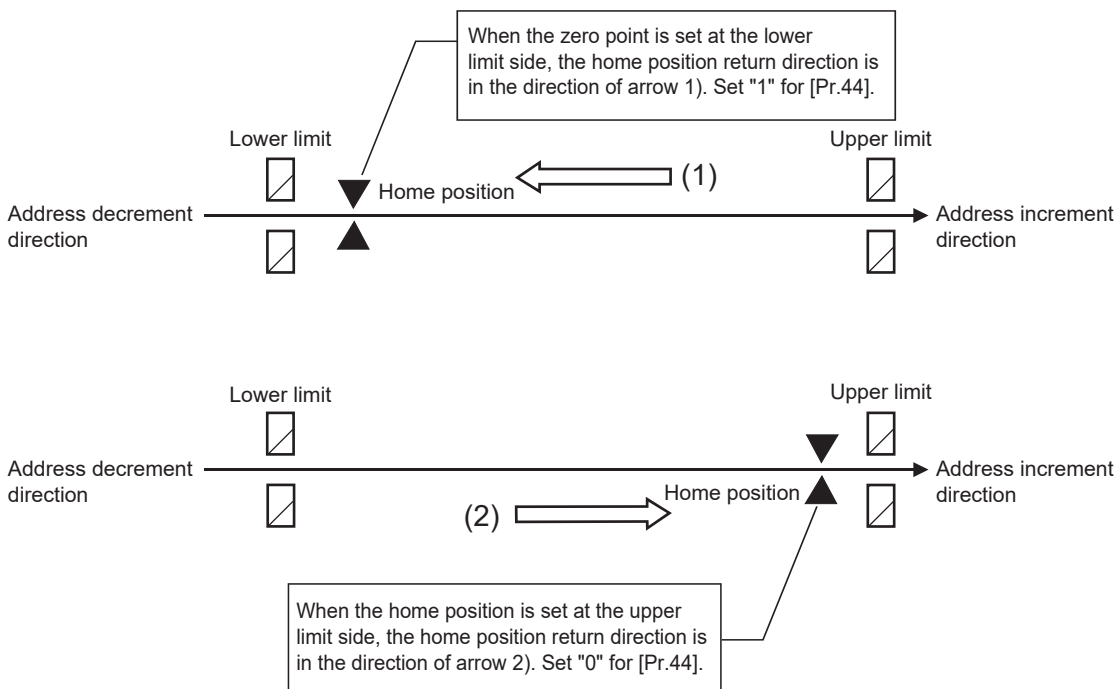 When the zero point is set at the lower
limit side, the home position return direction is
in the direction of arrow 1). Set "1" for [Pr.44].
Lower limit
Upper limit
(1)
Home position
Address decrement
direction
Address increment
direction
Lower limit
Upper limit
Address decrement
direction
Address increment
direction
Home position
(2)
When the home position is set at the upper
limit side, the home position return direction is
in the direction of arrow 2). Set "0" for [Pr.44].